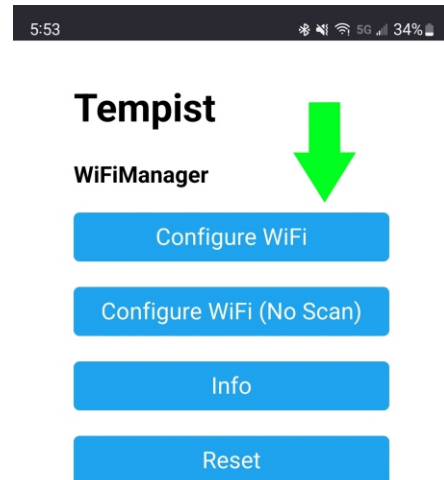 5:53 5G 34%
Tempist
WiFiManager
Configure WiFi
Configure WiFi (No Scan)
Info
Reset